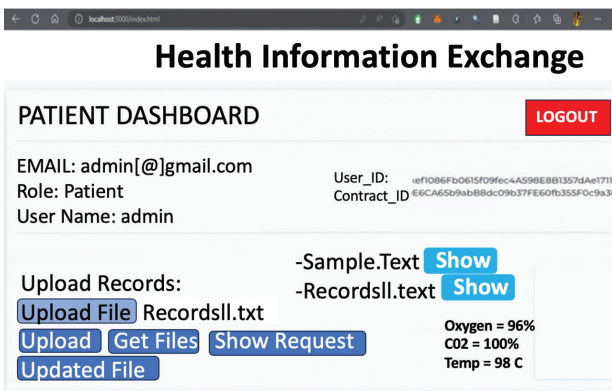 localhost:3000/index.html
Health Information Exchange
PATIENT DASHBOARD
LOGOUT
EMAIL: admin[@]gmail.com
Role: Patient
User Name: admin
User_ID:
Contract_ID
-Sample.Text Show
-Recordsll.text Show
Upload Records:
Upload File Recordsll.txt
Upload Get Files Show Request
Updated File
Oxygen = 96%
C02 = 100%
Temp = 98 C